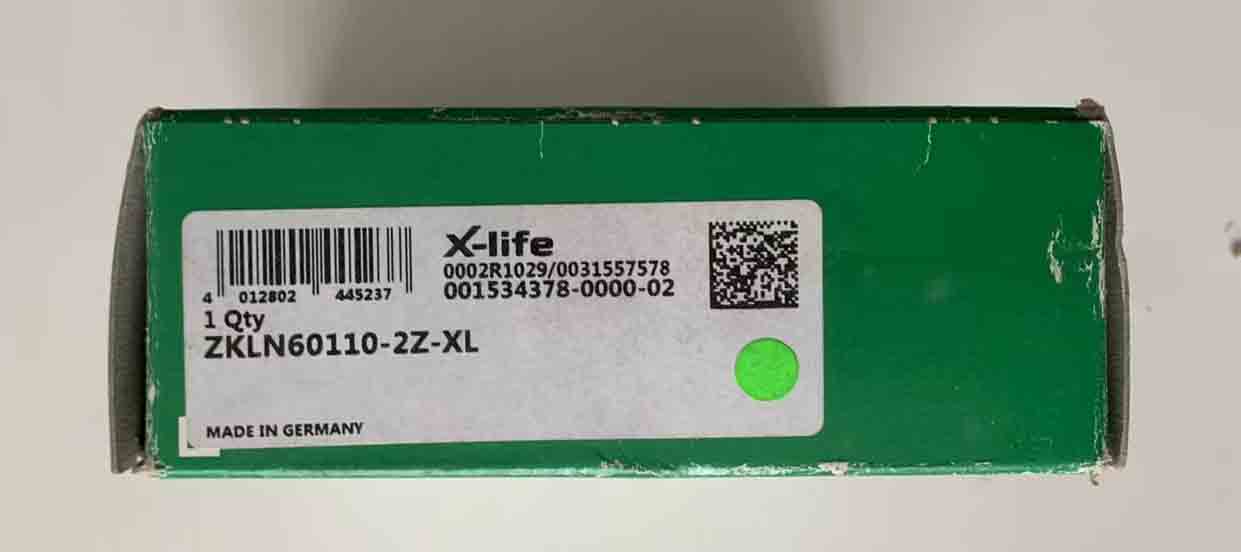 X-life
0002R1029/0031557578
001534378-0000-02
4 012802 445237
1 Qty
ZKLN60110-2Z-XL
MADE IN GERMANY